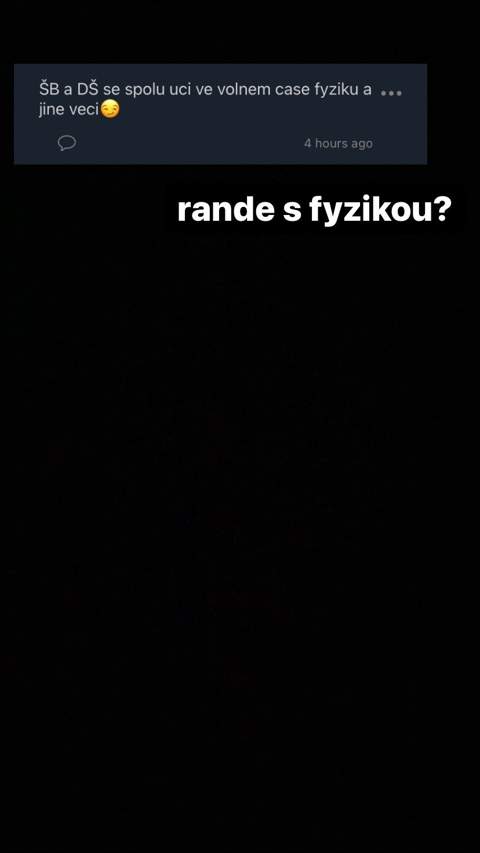 ŠB a DŠ se spolu uci ve volnem case fyziku a
jine veci😏
4 hours ago
rande s fyzikou?